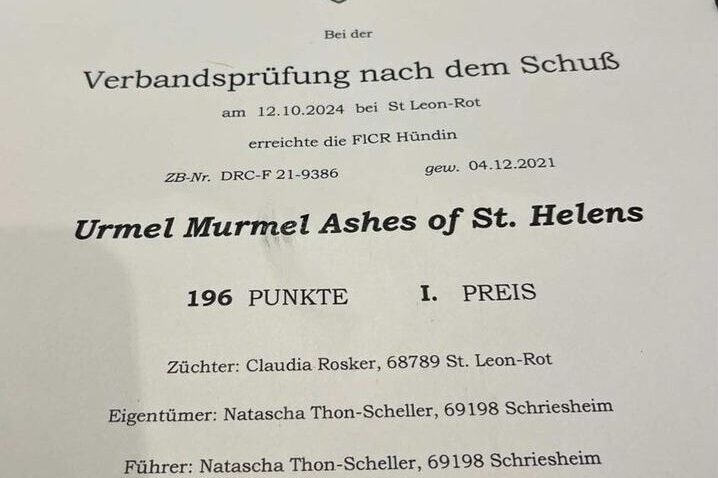 Bei der
Verbandsprüfung nach dem Schuß
am 12.10.2024 bei St Leon-Rot
erreichte die FlCR Hündin
ZB-Nr. DRC-F 21-9386 gew. 04.12.2021
Urmel Murmel Ashes of St. Helens
196 PUNKTE I. PREIS
Züchter: Claudia Rosker, 68789 St. Leon-Rot
Eigentümer: Natascha Thon-Scheller, 69198 Schriesheim
Führer: Natascha Thon-Scheller, 69198 Schriesheim